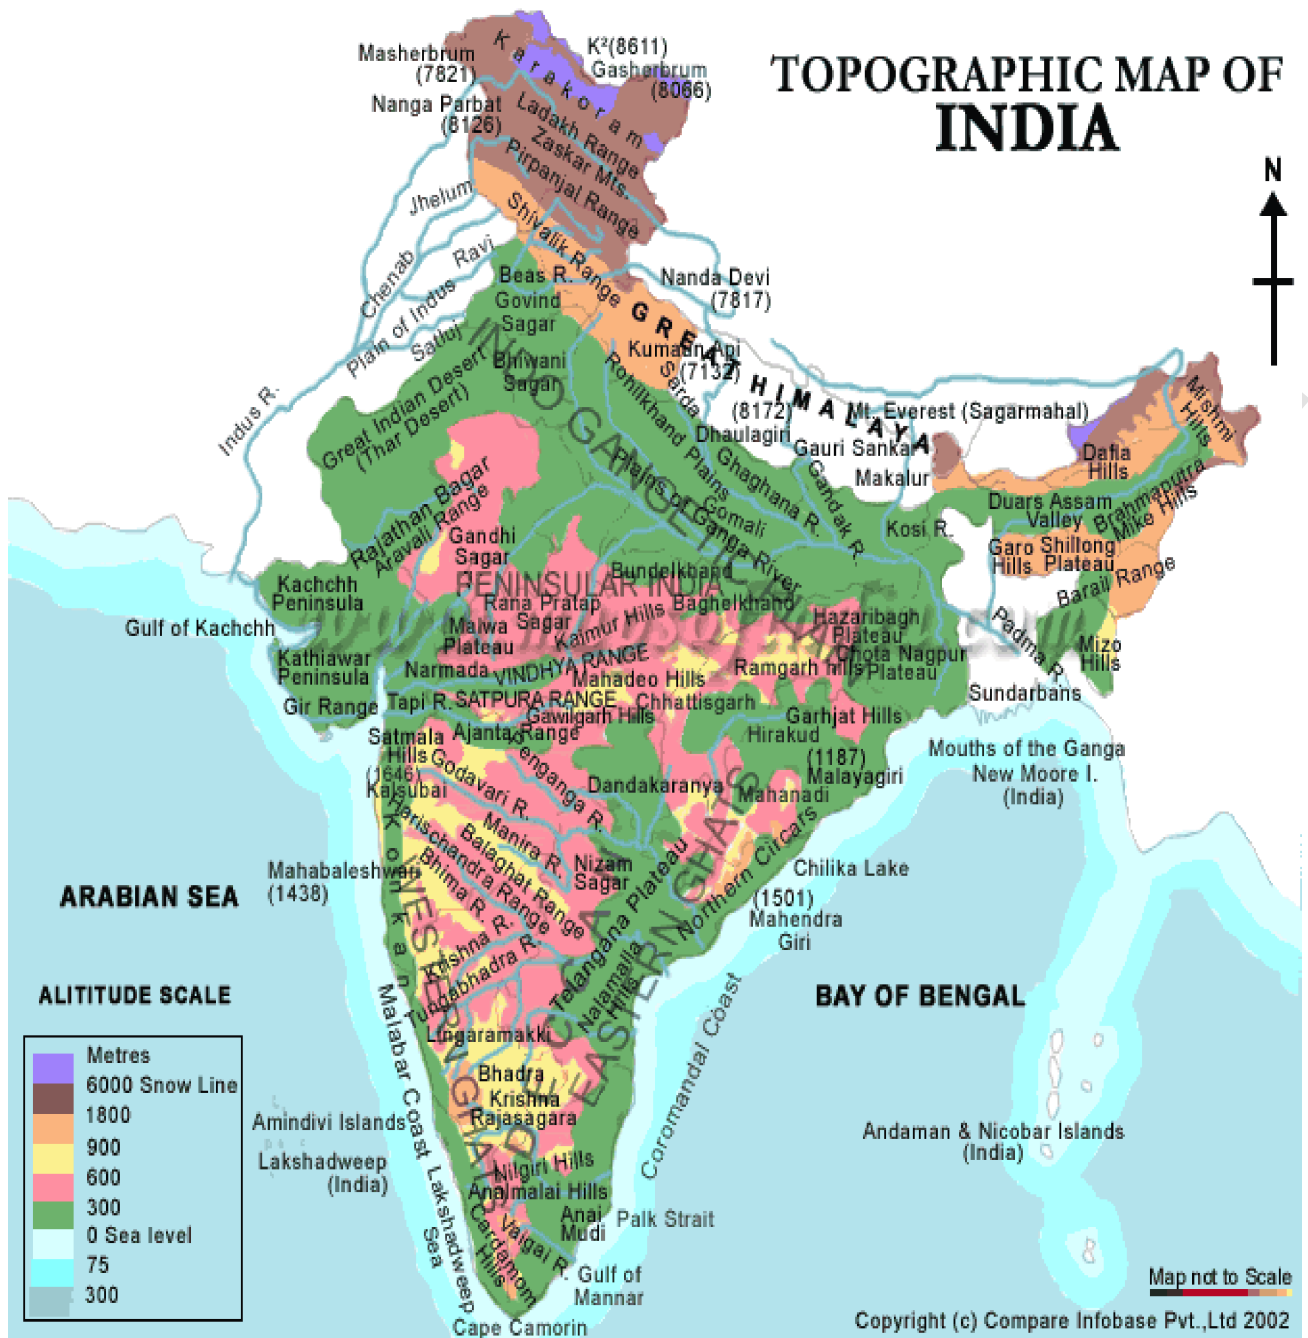 TOPOGRAPHIC MAP OF
INDIA
N
Karakoram
K²(8611)
Gasherbrum
(8066)
Masherbrum
(7821)
Nanga Parbat
(8126)
Ladakh Range
Zaskar Mts.
Pirpanjal Range
Shivalik Range
Jhelum
Chenab
Ravi
Beas R.
Plain of Indus
Satluj
Indus R.
Govind
Sagar
Nanda Devi
(7817)
GREAT HIMALAYA
Kumaun
Api
(7132)
Bhiwani
Sagar
Great Indian Desert
(Thar Desert)
INDO GANGETIC PLAIN
Rohilkhand Plains
Sarda
(8172)
Dhaulagiri
Mt. Everest (Sagarmahal)
Gauri Sankar
Makalur
Mishmi
Hills
Dafla
Hills
Plains of Ganga River
Ghaghana R.
Gomali
Gandak R.
Kosi R.
Duars Assam
Valley
Brahmaputra
Mike Hills
Garo
Hills
Shillong
Plateau
Barail Range
Mizo
Hills
Rajathan Bagar
Aravali Range
Gandhi
Sagar
PENINSULAR INDIA
Bundelkhand
Baghelkhand
Rana Pratap
Sagar
Kaimur Hills
Malwa
Plateau
Hazaribagh
Plateau
Chota Nagpur
Plateau
Ramgarh hills
Padma R.
Sundarbans
Kachchh
Peninsula
Gulf of Kachchh
Kathiawar
Peninsula
Gir Range
Narmada
VINDHYA RANGE
Mahadeo Hills
Tapi R.
SATPURA RANGE
Chhattisgarh
Gawilgarh Hills
Garhjat Hills
Hirakud
(1187)
Malayagiri
Mouths of the Ganga
New Moore I.
(India)
Satmala
Hills
(1646)
Kalsubai
Ajanta Range
Penganga R.
Godavari R.
Dandakaranya
Mahanadi
Harischandra Range
Manira R.
Balaghat Range
Bhima R.
R.
Nizam
Sagar
Konkan
Mahabaleshwan
(1438)
Northern Circars
Chilika Lake
(1501)
Mahendra
Giri
ARABIAN SEA
Krishna R.
Tungabhadra R.
Telangana Plateau
Nalamalla
Hills
WESTERN GHATS
EASTERN GHATS
DECCAN
BAY OF BENGAL
Malabar Coast
Coromandal Coast
Lingaramakki
Bhadra
Krishna
Rajasagara
Amindivi Islands
Lakshadweep
(India)
Lakshadweep
Sea
Nilgiri Hills
Analmalai Hills
Anai
Mudi
Cardamom
Hills
Vaigai R.
Palk Strait
Gulf of
Mannar
Cape Camorin
Andaman & Nicobar Islands
(India)
ALITITUDE SCALE
Metres
6000 Snow Line
1800
900
600
300
0 Sea level
75
300
Map not to Scale
Copyright (c) Compare Infobase Pvt.,Ltd 2002